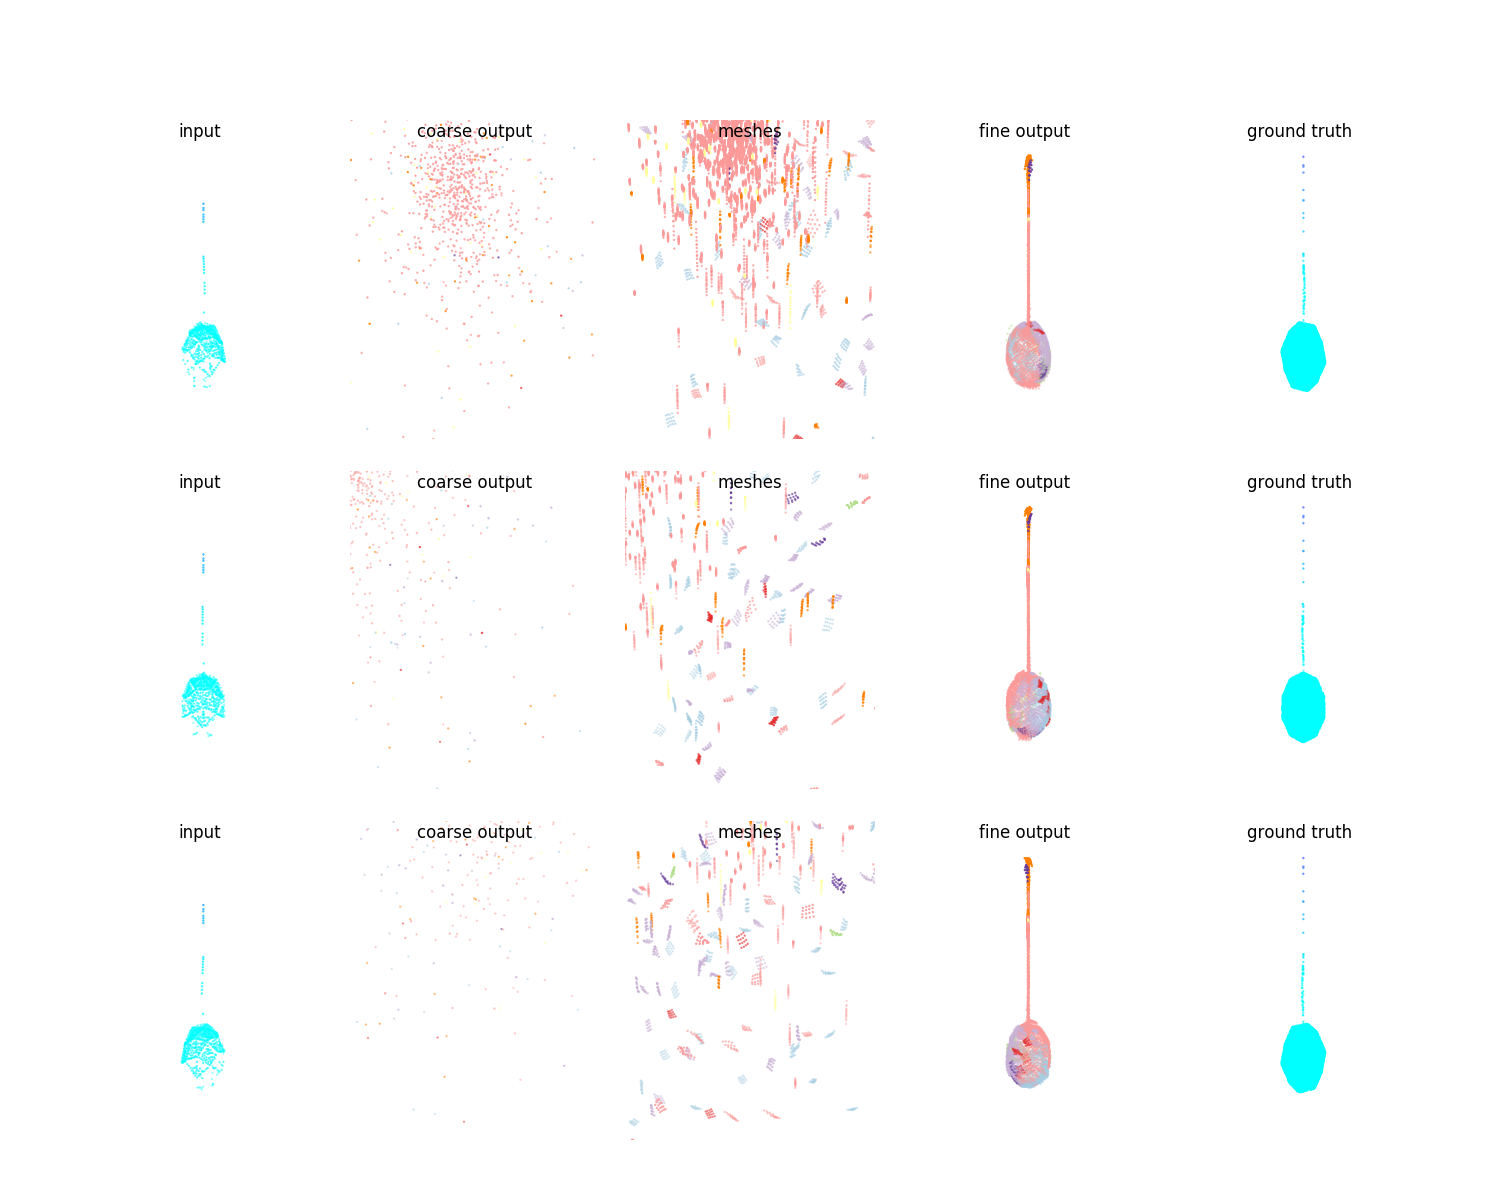 input
coarse output
meshes
fine output
ground truth
input
coarse output
meshes
fine output
ground truth
input
coarse output
meshes
fine output
ground truth